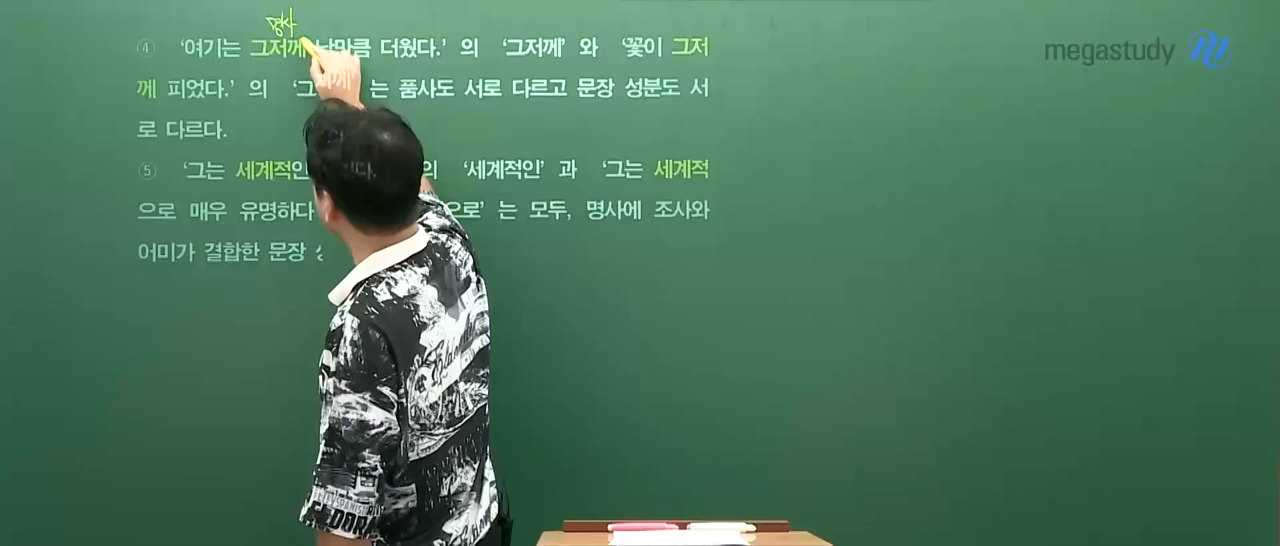 명사
④ '여기는 그저께 낮만큼 더웠다.' 의 '그저께' 와 '꽃이 그저
께 피었다.' 의 는 품사도 서로 다르고 문장 성분도 서
로 다르다.
⑤ '그는 세계적인 의 '세계적인' 과 '그는 세계적
으로 매우 유명하다 으로' 는 모두, 명사에 조사와
어미가 결합한 문장
megastudy